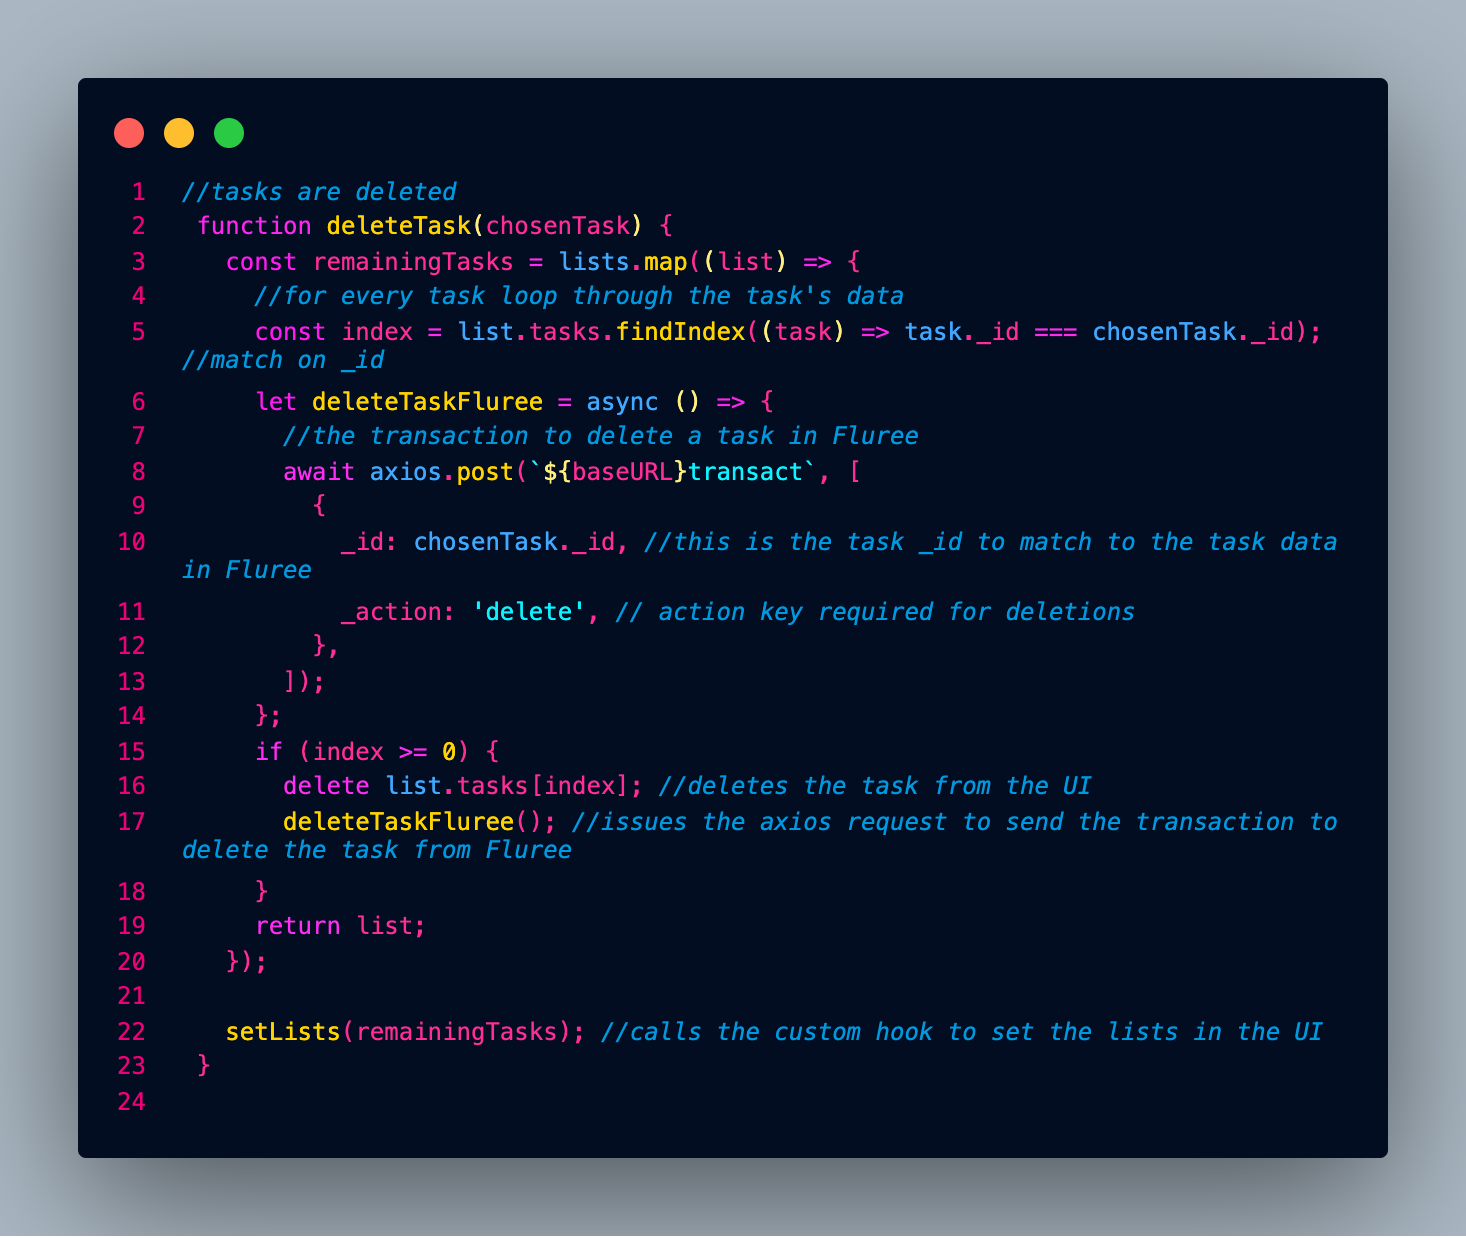 1 //tasks are deleted
2 function deleteTask(chosenTask) {
3 const remainingTasks = lists.map((list) => {
4 //for every task loop through the task's data
5 const index = list.tasks.findIndex((task) => task._id === chosenTask._id);
//match on _id
6 let deleteTaskFluree = async () => {
7 //the transaction to delete a task in Fluree
8 await axios.post(`${baseURL}transact`, [
9 {
10 _id: chosenTask._id, //this is the task _id to match to the task data
in Fluree
11 _action: 'delete', // action key required for deletions
12 },
13 ]);
14 };
15 if (index >= 0) {
16 delete list.tasks[index]; //deletes the task from the UI
17 deleteTaskFluree(); //issues the axios request to send the transaction to
delete the task from Fluree
18 }
19 return list;
20 });
21
22 setLists(remainingTasks); //calls the custom hook to set the lists in the UI
23 }
24